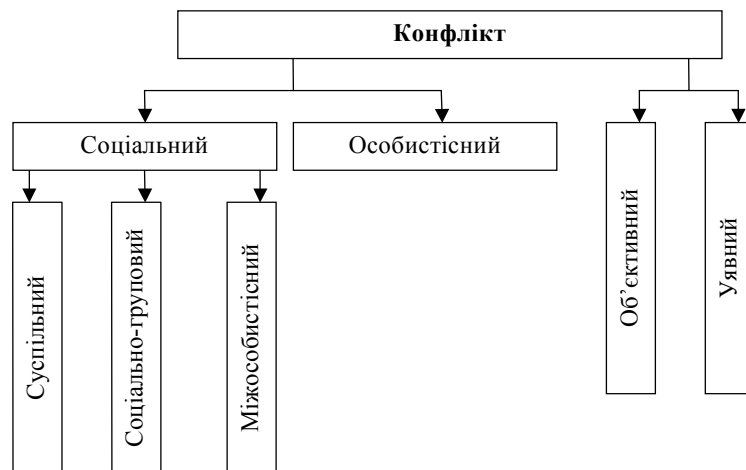 Конфлікт
Соціальний
Особистісний
Суспільний
Соціально-груповий
Міжособистісний
Об’єктивний
Уявний